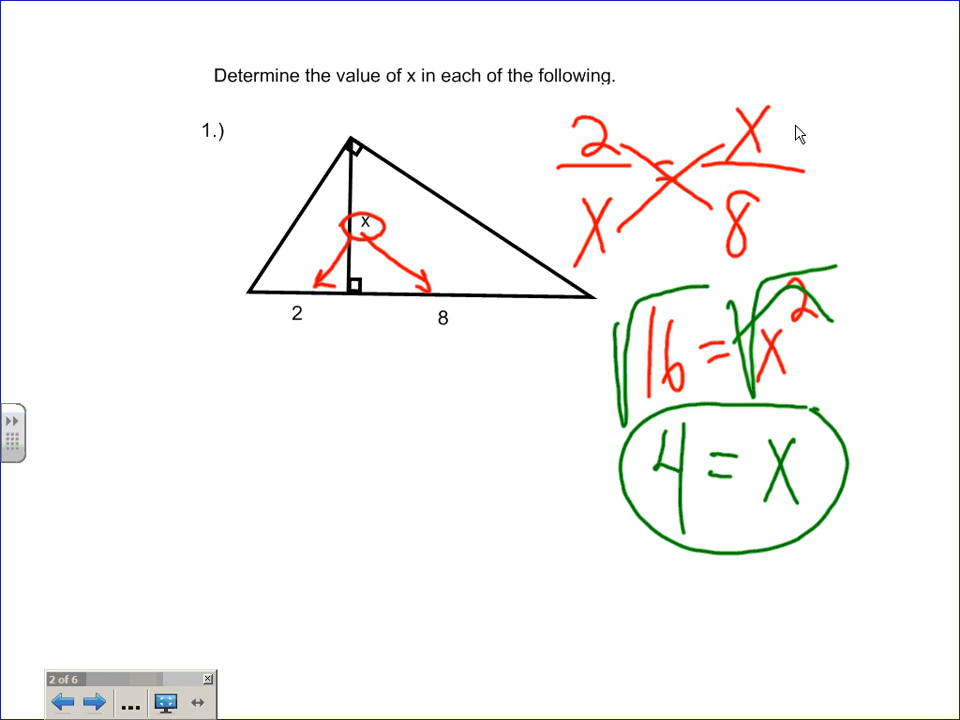 Determine the value of x in each of the following.
1.)
x
2
8
2/x = x/8
√16 = √x²
4 = x
2 of 6